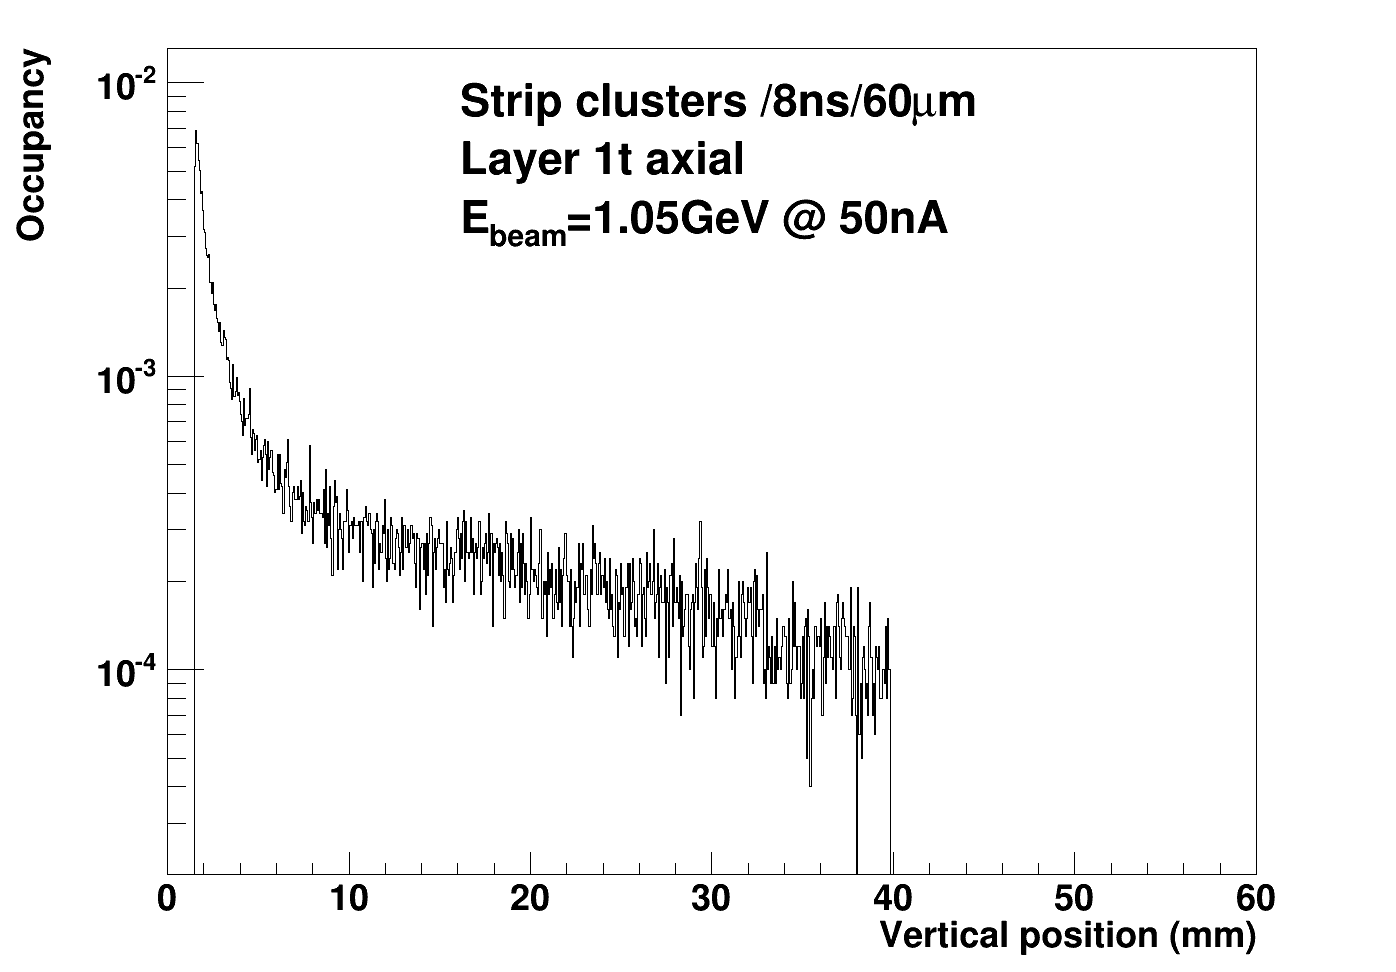 Occupancy
10⁻²
10⁻³
10⁻⁴
Strip clusters /8ns/60μm
Layer 1t axial
E_beam=1.05GeV @ 50nA
0 10 20 30 40 50 60
Vertical position (mm)